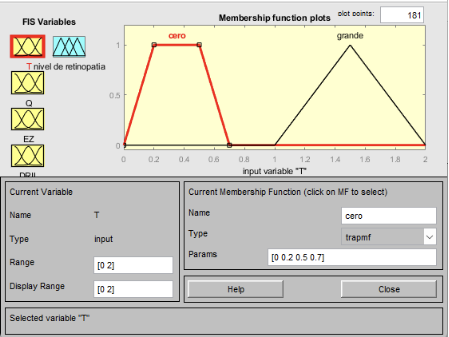 FIS Variables
Membership function plots
plot points:
181
T nivel de retinopatia
Q
EZ
DRIL
cero
grande
1
0.5
0
0 0.2 0.4 0.6 0.8 1 1.2 1.4 1.6 1.8 2
input variable "T"
Current Variable
Name T
Type input
Range [0 2]
Display Range [0 2]
Current Membership Function (click on MF to select)
Name cero
Type trapmf
Params [0 0.2 0.5 0.7]
Help Close
Selected variable "T"